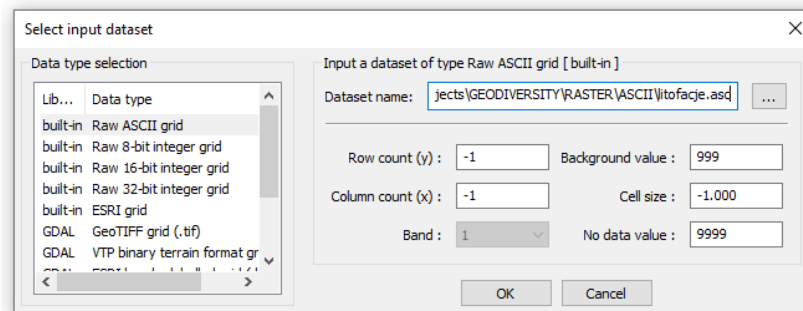 Select input dataset
Data type selection
Lib... Data type
built-in Raw ASCII grid
built-in Raw 8-bit integer grid
built-in Raw 16-bit integer grid
built-in Raw 32-bit integer grid
built-in ESRI grid
GDAL GeoTIFF grid (.tif)
GDAL VTP binary terrain format gr
Input a dataset of type Raw ASCII grid [ built-in ]
Dataset name: jects\GEODIVERSITY\RASTER\ASCII\litofacje.asc ...
Row count (y) : -1 Background value : 999
Column count (x) : -1 Cell size : -1.000
Band : 1 No data value : 9999
OK Cancel